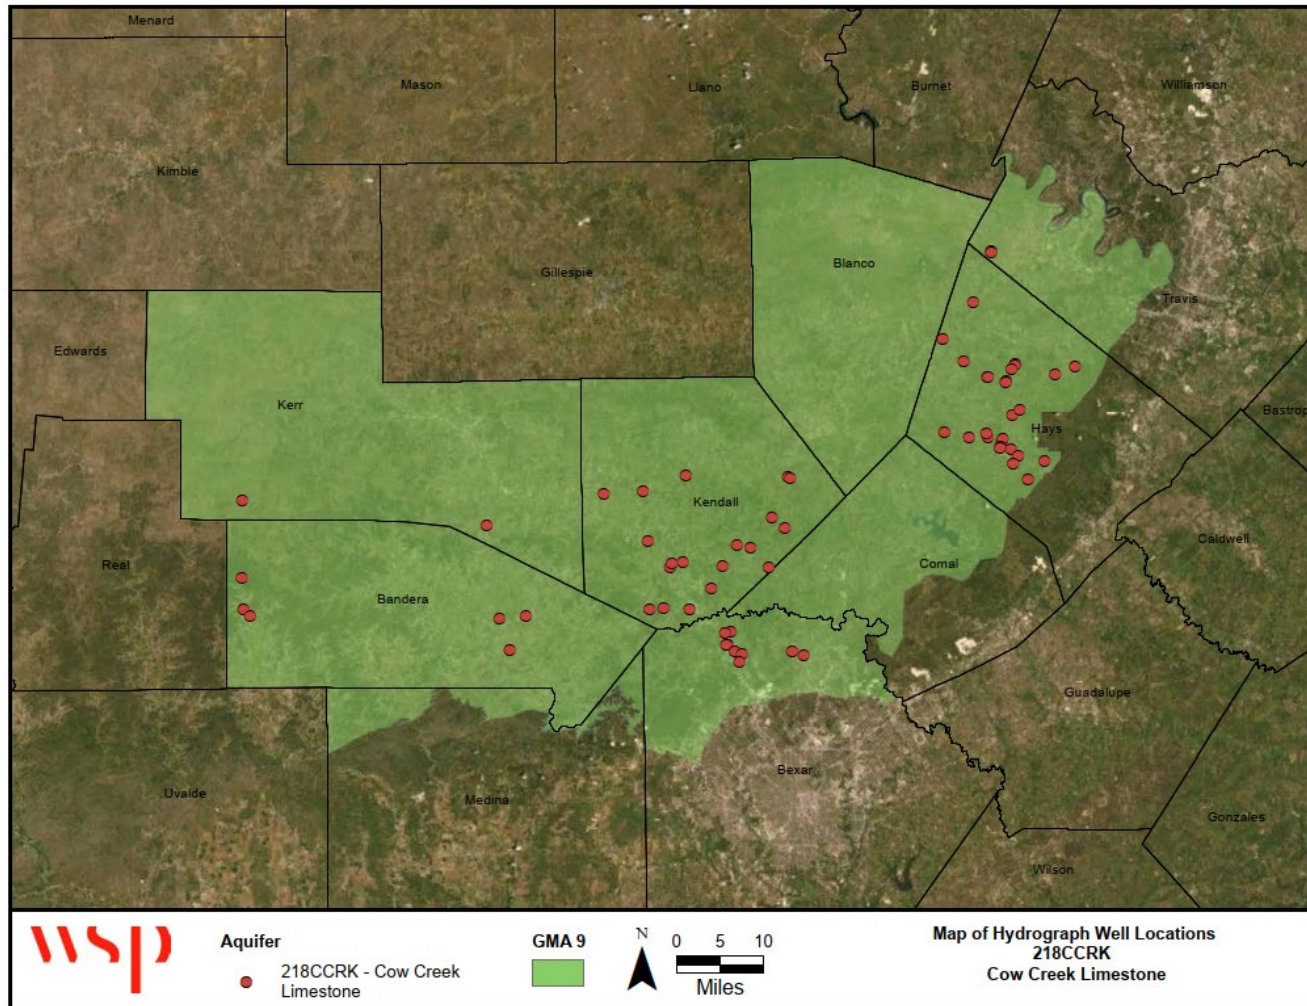 Menard
Mason
Llano
Burnet
Williamson
Kimble
Gillespie
Blanco
Travis
Edwards
Kerr
Bastrop
Hays
Kendall
Caldwell
Real
Bandera
Comal
Guadalupe
Uvalde
Medina
Bexar
Gonzales
Wilson
wsp
Aquifer
218CCRK - Cow Creek
Limestone
GMA 9
N
0 5 10
Miles
Map of Hydrograph Well Locations
218CCRK
Cow Creek Limestone